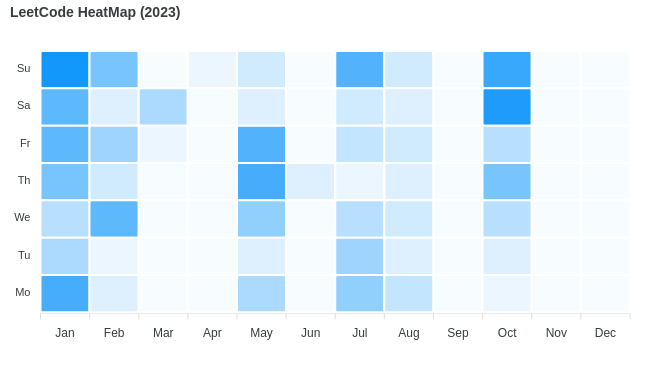 LeetCode HeatMap (2023)
Su
Sa
Fr
Th
We
Tu
Mo
Jan Feb Mar Apr May Jun Jul Aug Sep Oct Nov Dec